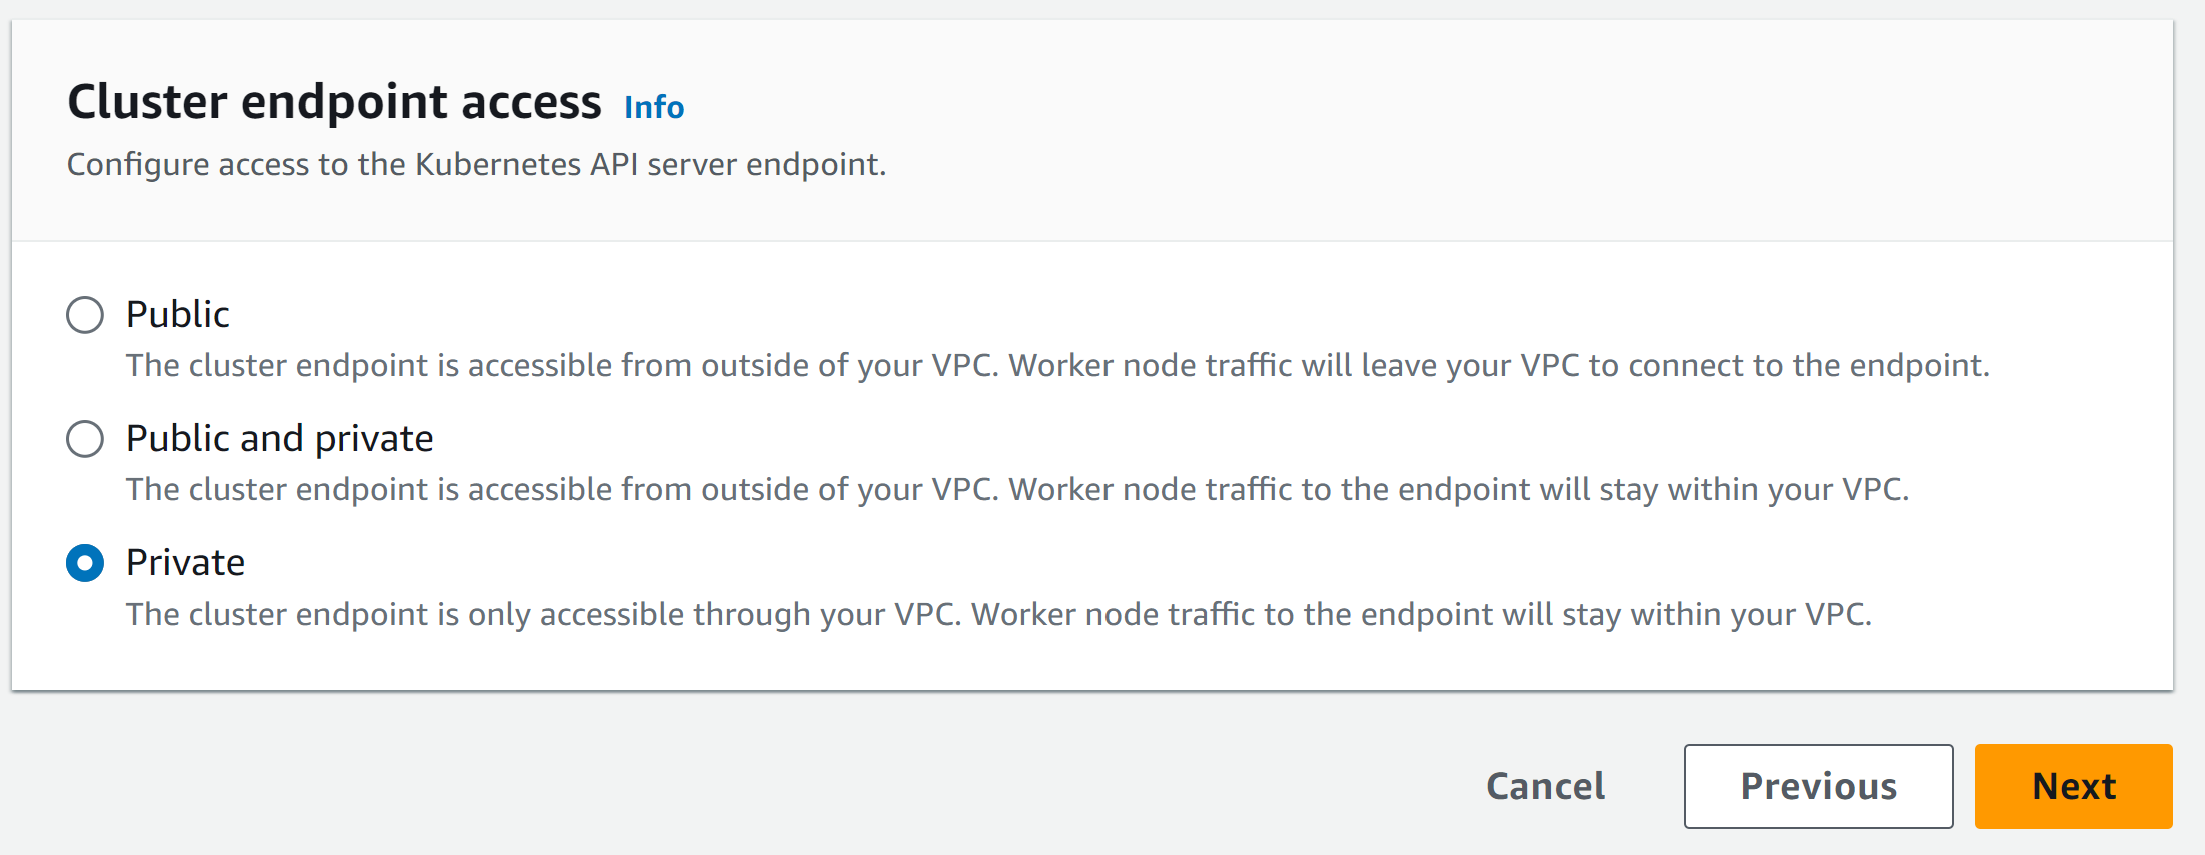 Cluster endpoint access Info
Configure access to the Kubernetes API server endpoint.
Public
The cluster endpoint is accessible from outside of your VPC. Worker node traffic will leave your VPC to connect to the endpoint.
Public and private
The cluster endpoint is accessible from outside of your VPC. Worker node traffic to the endpoint will stay within your VPC.
Private
The cluster endpoint is only accessible through your VPC. Worker node traffic to the endpoint will stay within your VPC.
Cancel Previous Next